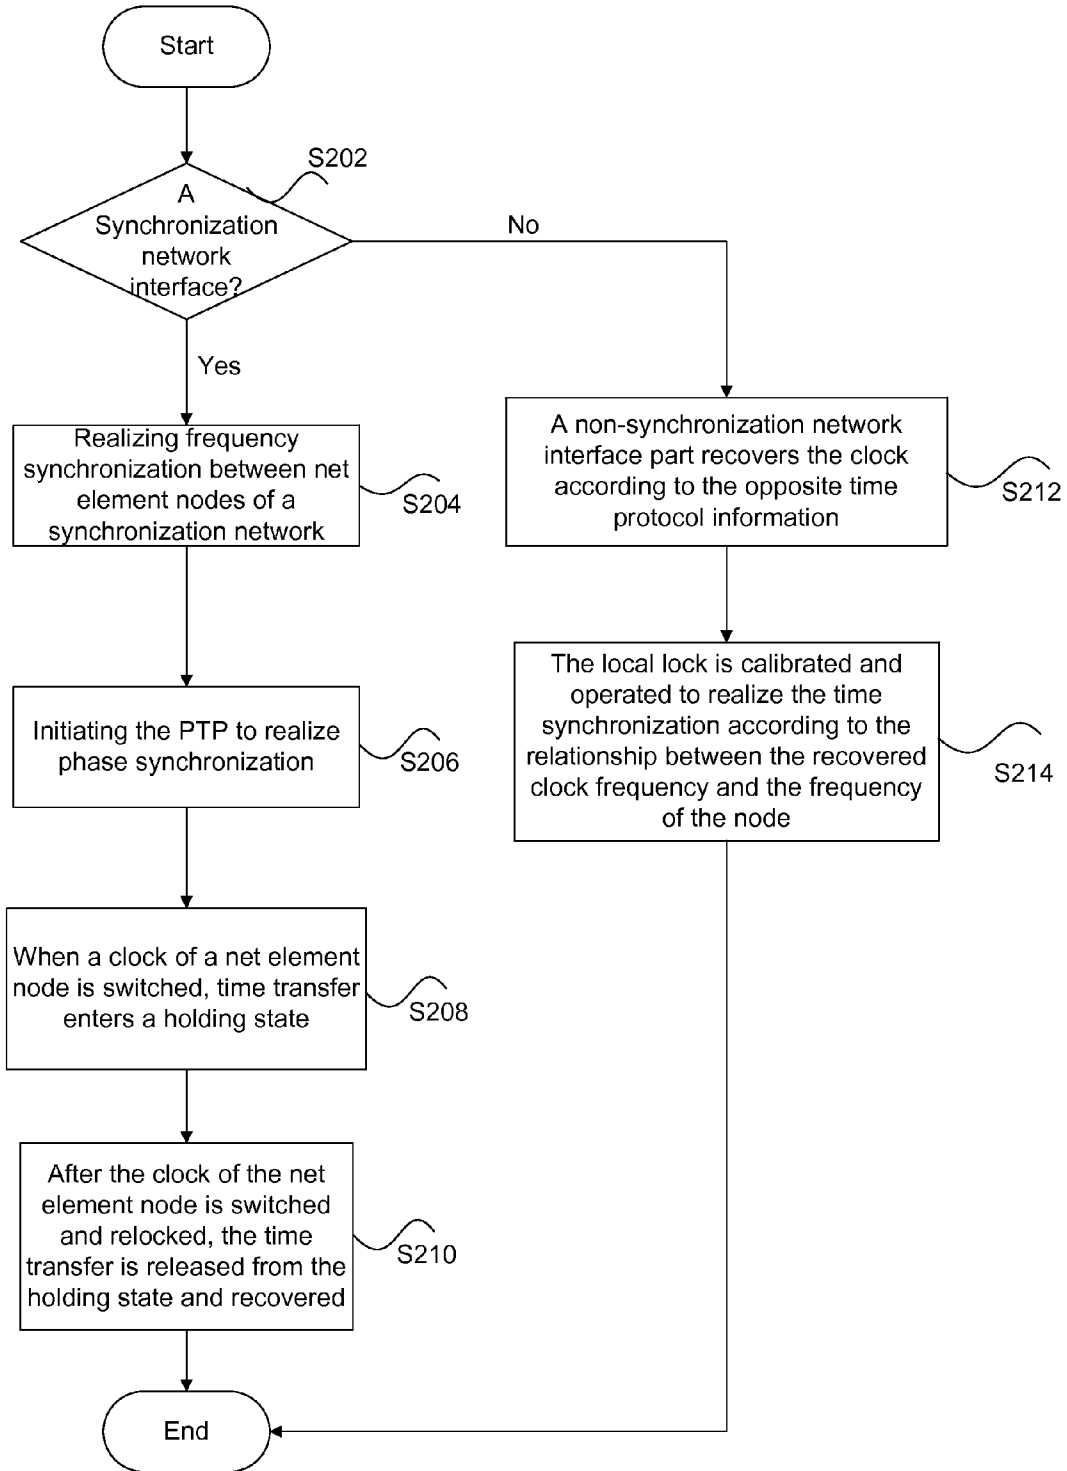 Start
S202
A
Synchronization
network
interface?
No
Yes
Realizing frequency
synchronization between net
element nodes of a
synchronization network
S204
A non-synchronization network
interface part recovers the clock
according to the opposite time
protocol information
S212
Initiating the PTP to realize
phase synchronization
S206
The local lock is calibrated and
operated to realize the time
synchronization according to the
relationship between the recovered
clock frequency and the frequency
of the node
S214
When a clock of a net element
node is switched, time transfer
enters a holding state
S208
After the clock of the net
element node is switched
and relocked, the time
transfer is released from the
holding state and recovered
S210
End